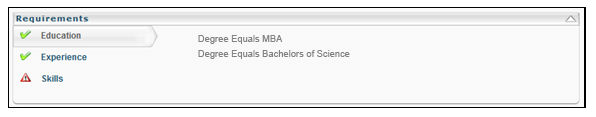 Requirements
Education
Degree Equals MBA
Degree Equals Bachelors of Science
Experience
Skills